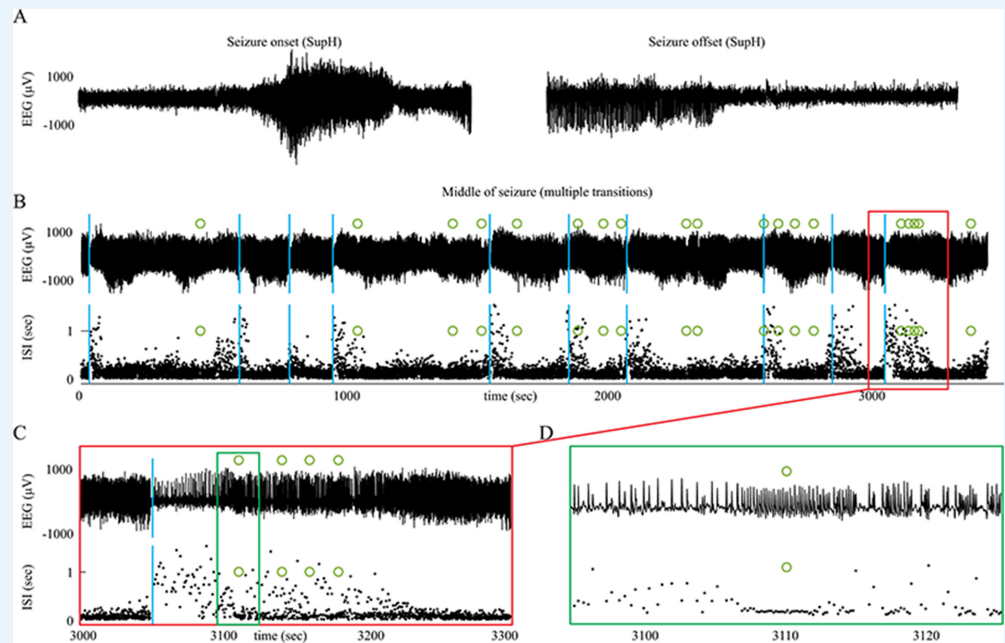 A
Seizure onset (SupH)
Seizure offset (SupH)
EEG (μV)
1000
-1000
Middle of seizure (multiple transitions)
B
EEG (μV)
1000
-1000
ISI (sec)
1
0
0 1000 time (sec) 2000 3000
C
D
EEG (μV)
1000
-1000
ISI (sec)
1
0
3000 3100 time (sec) 3200 3300
3100 3110 3120